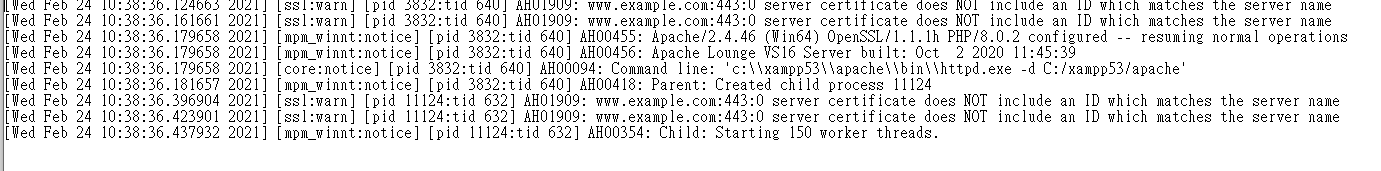 [Wed Feb 24 10:38:36.124663 2021] [ssl:warn] [pid 3832:tid 640] AH01909: www.example.com:443:0 server certificate does NOT include an ID which matches the server name
[Wed Feb 24 10:38:36.161661 2021] [ssl:warn] [pid 3832:tid 640] AH01909: www.example.com:443:0 server certificate does NOT include an ID which matches the server name
[Wed Feb 24 10:38:36.179658 2021] [mpm_winnt:notice] [pid 3832:tid 640] AH00455: Apache/2.4.46 (Win64) OpenSSL/1.1.1h PHP/8.0.2 configured -- resuming normal operations
[Wed Feb 24 10:38:36.179658 2021] [mpm_winnt:notice] [pid 3832:tid 640] AH00456: Apache Lounge VS16 Server built: Oct  2 2020 11:45:39
[Wed Feb 24 10:38:36.179658 2021] [core:notice] [pid 3832:tid 640] AH00094: Command line: 'c:\\xampp53\\apache\\bin\\httpd.exe -d C:/xampp53/apache'
[Wed Feb 24 10:38:36.181657 2021] [mpm_winnt:notice] [pid 3832:tid 640] AH00418: Parent: Created child process 11124
[Wed Feb 24 10:38:36.396904 2021] [ssl:warn] [pid 11124:tid 632] AH01909: www.example.com:443:0 server certificate does NOT include an ID which matches the server name
[Wed Feb 24 10:38:36.423901 2021] [ssl:warn] [pid 11124:tid 632] AH01909: www.example.com:443:0 server certificate does NOT include an ID which matches the server name
[Wed Feb 24 10:38:36.437932 2021] [mpm_winnt:notice] [pid 11124:tid 632] AH00354: Child: Starting 150 worker threads.